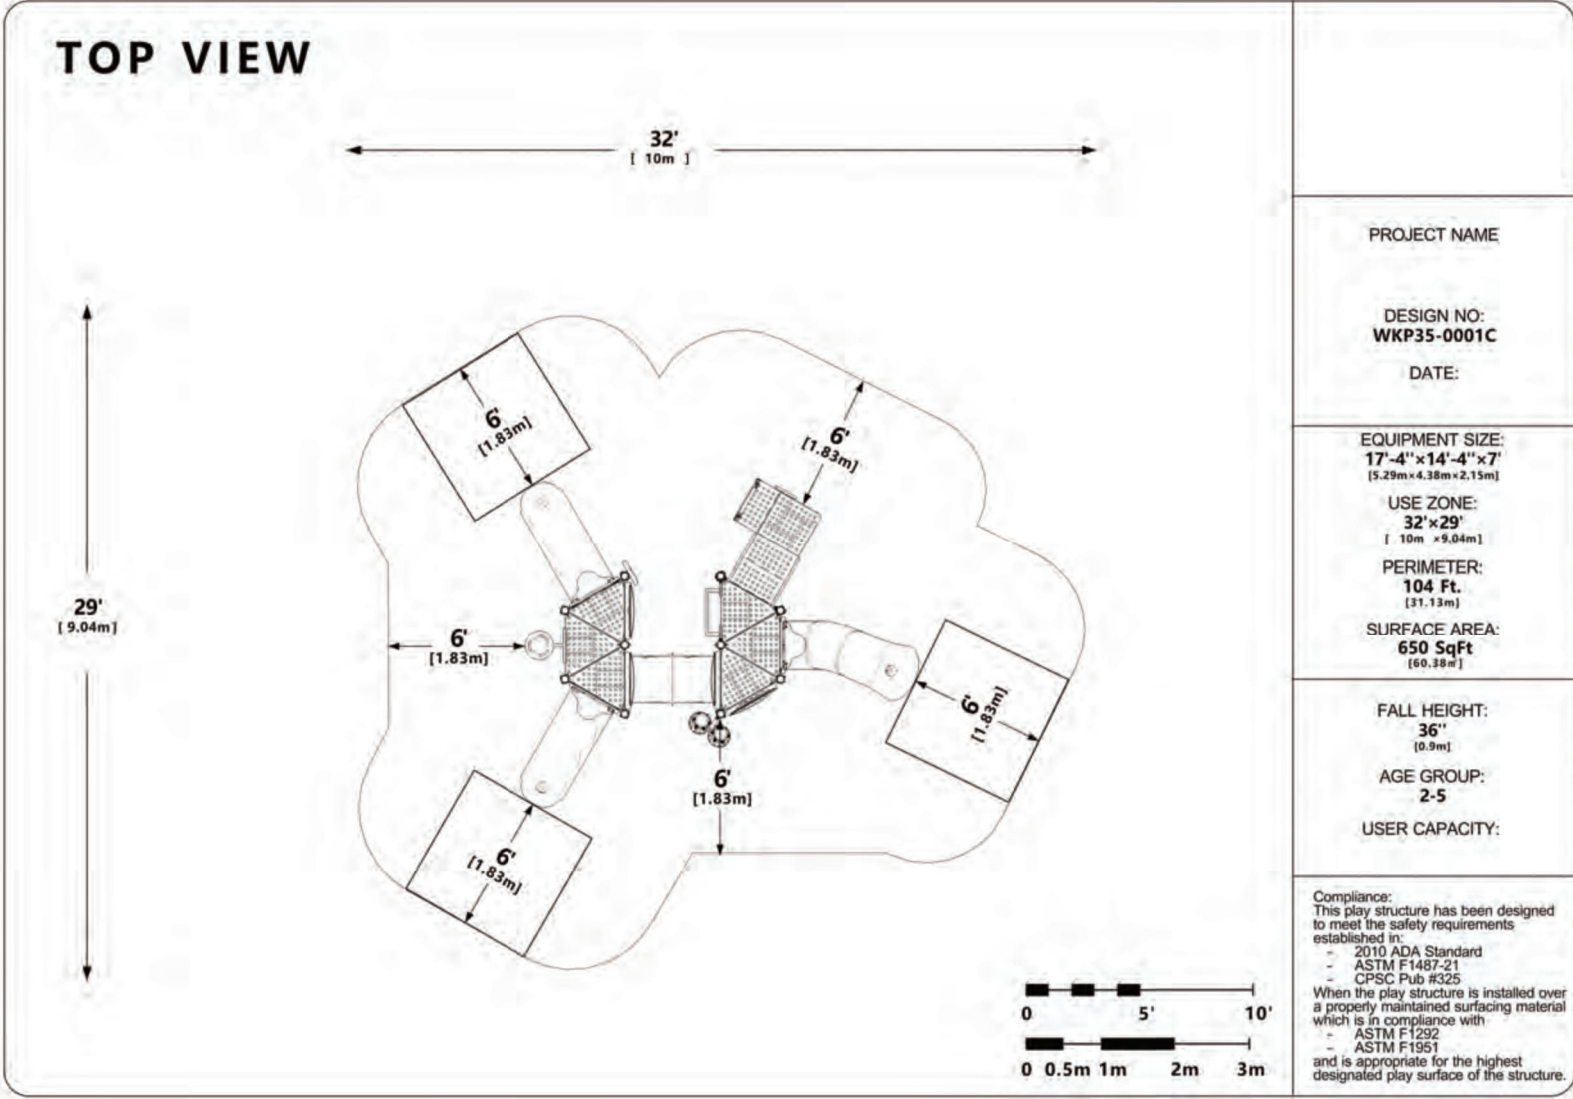 TOP VIEW
32'
[ 10m ]
29'
[ 9.04m]
6'
[1.83m]
6'
[1.83m]
6'
[1.83m]
6'
[1.83m]
6'
[1.83m]
6'
[1.83m]
0 5' 10'
0 0.5m 1m 2m 3m
PROJECT NAME
DESIGN NO:
WKP35-0001C
DATE:
EQUIPMENT SIZE:
17'-4''×14'-4''×7'
[5.29m×4.38m×2.15m]
USE ZONE:
32'×29'
[ 10m ×9.04m]
PERIMETER:
104 Ft.
[31.13m]
SURFACE AREA:
650 SqFt
[60.38㎡]
FALL HEIGHT:
36''
[0.9m]
AGE GROUP:
2-5
USER CAPACITY:
Compliance:
This play structure has been designed
to meet the safety requirements
established in:
- 2010 ADA Standard
- ASTM F1487-21
- CPSC Pub #325
When the play structure is installed over
a properly maintained surfacing material
which is in compliance with
- ASTM F1292
- ASTM F1951
and is appropriate for the highest
designated play surface of the structure.